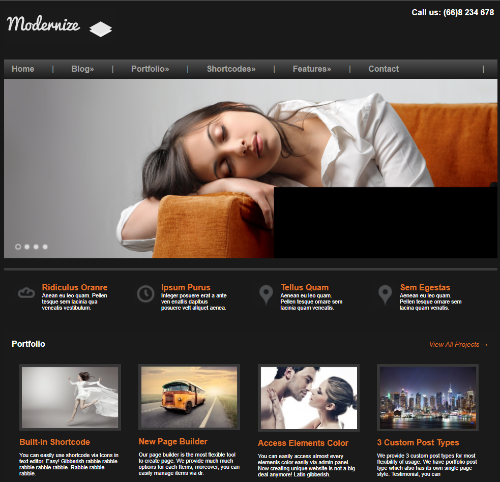 Modernize
Call us: (66)8 234 678
Home | Blog» | Portfolio» | Shortcodes» | Features» | Contact |
Ridiculus Oranre
Aenean eu leo quam. Pellen
tesque sem lacinia qua
venenatis vestibulum.
Ipsum Purus
Integer posuere erat a ante
ven enatis dapibus
posuere velit aliquet aenea.
Tellus Quam
Aenean eu leo quam.
Pellen tesque ornare sem
lacinia quam venenatis.
Sem Egestas
Aenean eu leo quam.
Pellen tesque ornare sem
lacinia quam venenatis.
Portfolio
View All Projects →
Built-in Shortcode
You can easily use shortcode via icons in
text editor. Easy! Gibberish rabble rabble
rabble rabble rabble. Rabble rabble
rabble.
New Page Builder
Our page builder is the most flexible tool
to create page. We provide much much
options for each items, moreover, you can
easily manage items via dr.
Access Elements Color
You can easily access almost every
elements color easily via admin panel.
Now creating unique website is not a big
deal anymore! Latin gibberish
3 Custom Post Types
We provide 3 custom post types for most
flexibility of usage. We have portfolio post
type which also has its own single page
style. Testimonial, you can